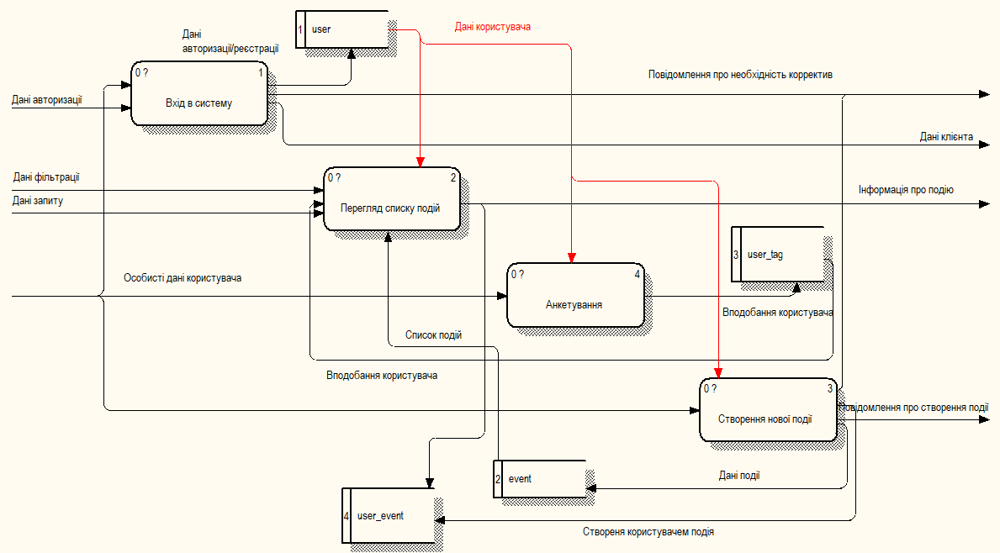 1 user
Дані користувача
Дані
авторизації/реєстрації
0 ? 1
Вхід в систему
Повідомлення про необхідність корректив
Дані авторизації
Дані клієнта
Дані фільтрації
0 ? 2
Перегляд списку подій
Інформація про подію
Дані запиту
3 user_tag
Особисті дані користувача
0 ? 4
Анкетування
Вподобання користувача
Список подій
Вподобання користувача
0 ? 3
Створення нової події
Повідомлення про створення події
2 event
Дані події
4 user_event
Створеня користувачем подія